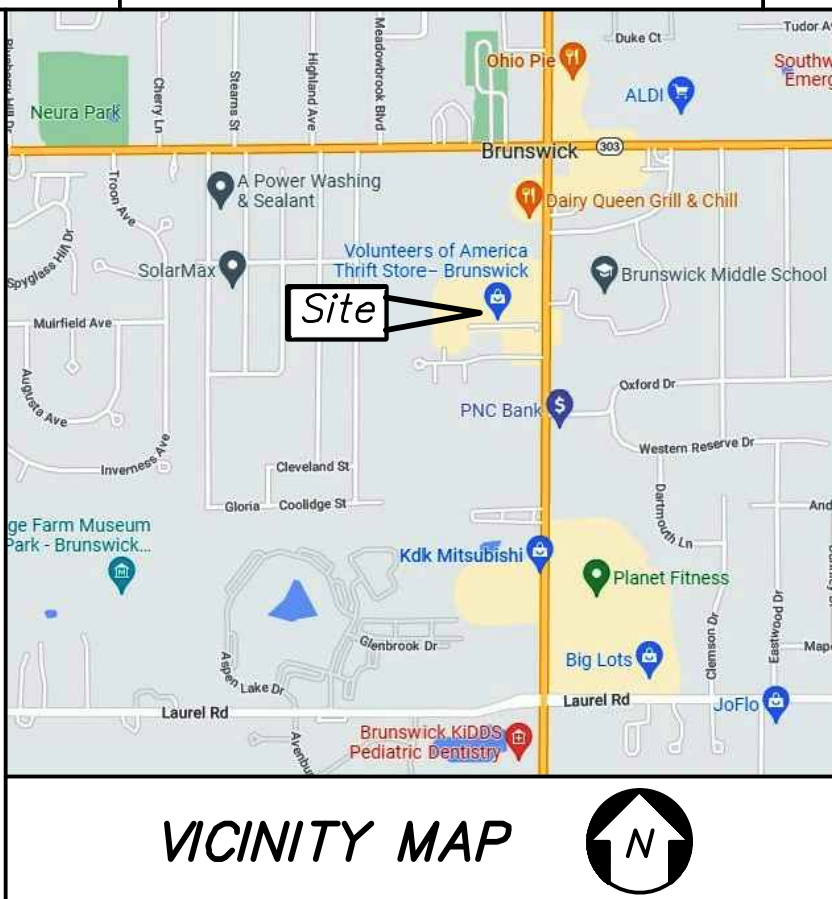 Duke Ct
Tudor A
Ohio Pie
Southw
Emerg
ALDI
Meadowbrook Blvd
Highland Ave
Stearns St
Cherry Ln
Blueberry Hill Dr
Neura Park
Brunswick
303
A Power Washing
& Sealant
Dairy Queen Grill & Chill
Troon Ave
Volunteers of America
Thrift Store– Brunswick
Spyglass Hill Dr
SolarMax
Brunswick Middle School
Site
Muirfield Ave
Augusta Ave
Oxford Dr
PNC Bank
$
Western Reserve Dr
Inverness Ave
Cleveland St
Gloria
Coolidge St
Dartmouth Ln
And
ge Farm Museum
Park - Brunswick...
Kdk Mitsubishi
Planet Fitness
Clemson Dr
Eastwood Dr
Glenbrook Dr
Map
Big Lots
Aspen Lake Dr
Laurel Rd
Laurel Rd
JoFlo
Brunswick KiDDS
Pediatric Dentistry
Avenbu
VICINITY MAP
N